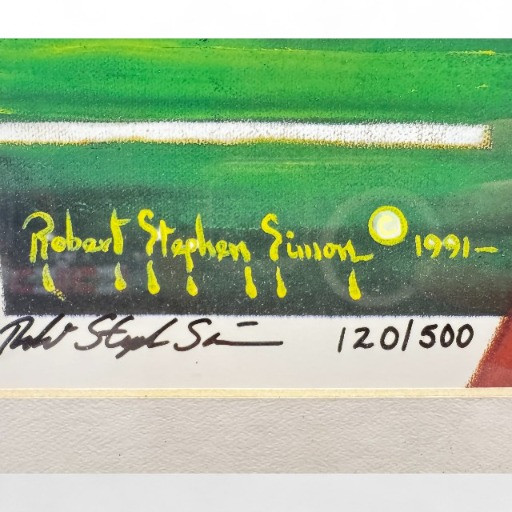 Robert Stephen Simon 1991-
Robert Stephen Simon 120/500